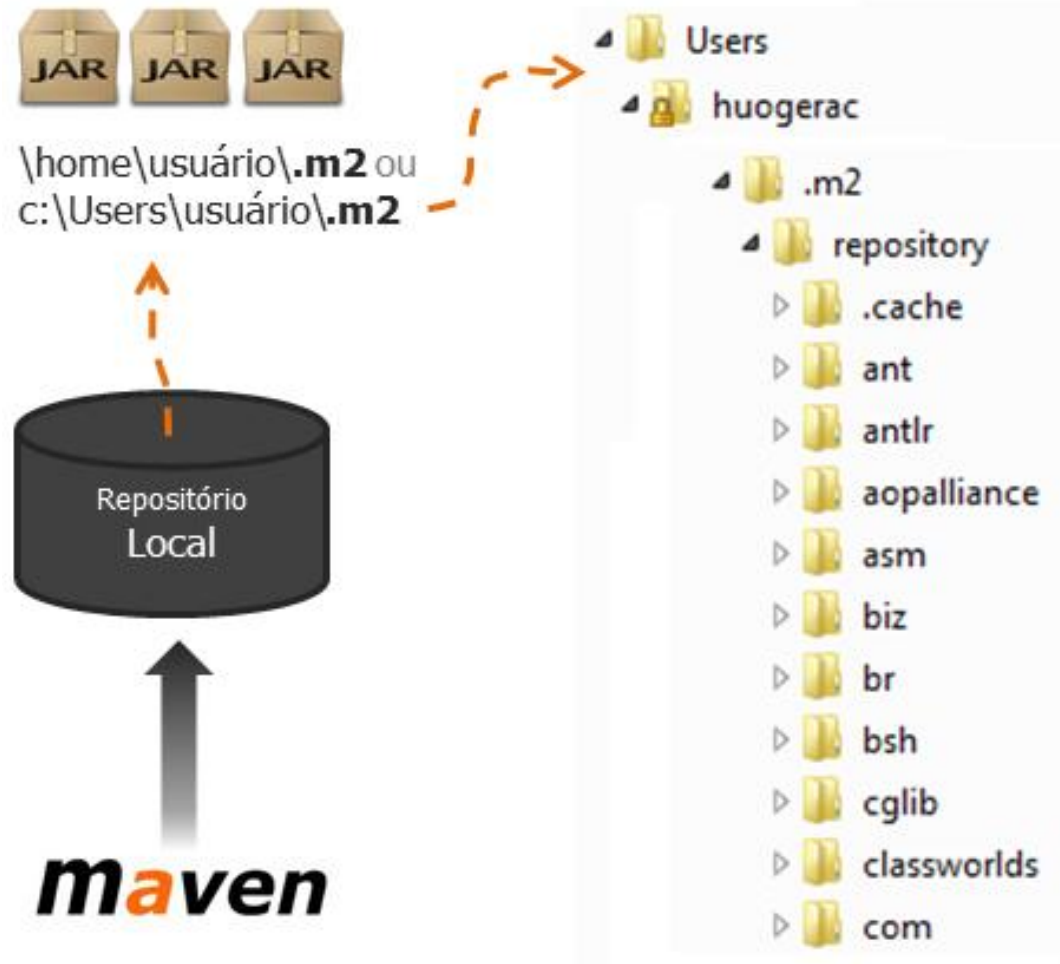 JAR JAR JAR
\home\usuário\.m2 ou
c:\Users\usuário\.m2
Repositório
Local
maven
Users
huogerac
.m2
repository
.cache
ant
antlr
aopalliance
asm
biz
br
bsh
cglib
classworlds
com